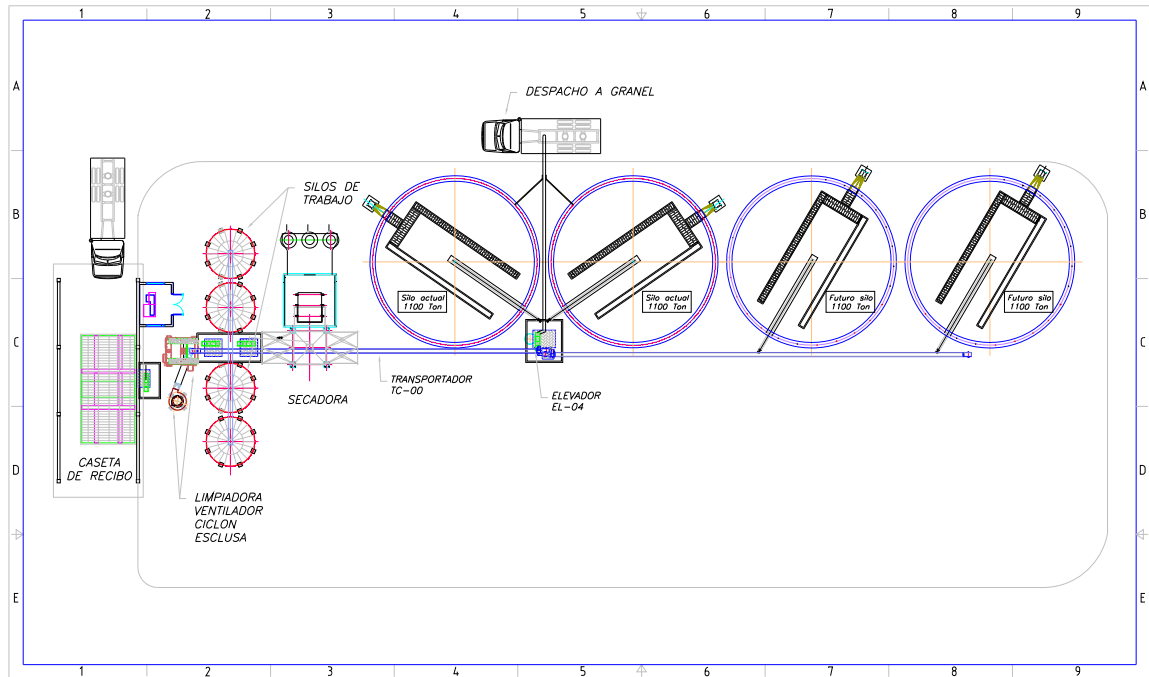 1 2 3 4 5 6 7 8 9
A A
DESPACHO A GRANEL
SILOS DE
TRABAJO
B B
Silo actual
1100 Ton
Silo actual
1100 Ton
Futuro silo
1100 Ton
Futuro silo
1100 Ton
C C
TRANSPORTADOR
TC-00
SECADORA
ELEVADOR
EL-04
CASETA
DE RECIBO
D D
LIMPIADORA
VENTILADOR
CICLON
ESCLUSA
E E
1 2 3 4 5 6 7 8 9